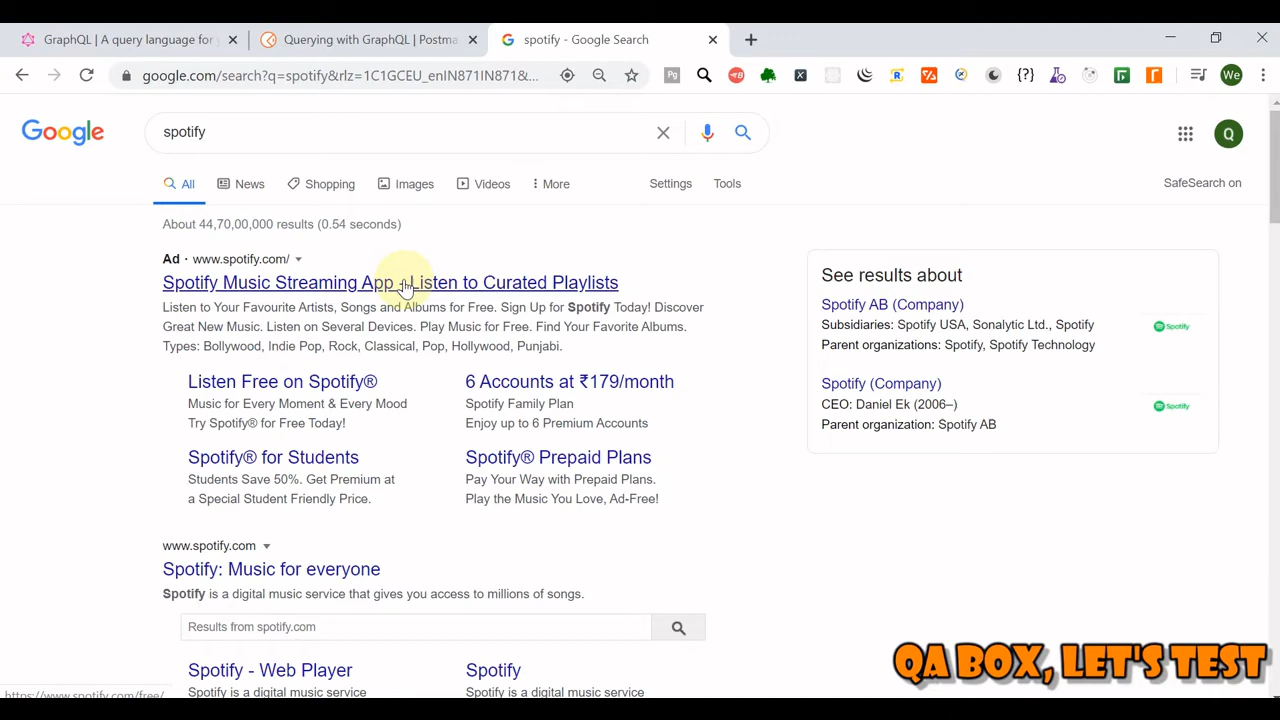 GraphQL | A query language for y
Querying with GraphQL | Postma
spotify - Google Search
google.com/search?q=spotify&rlz=1C1GCEU_enIN871IN871&...
We
Google
spotify
Q
All
News
Shopping
Images
Videos
More
Settings
Tools
SafeSearch on
About 44,70,00,000 results (0.54 seconds)
Ad · www.spotify.com/
Spotify Music Streaming App - Listen to Curated Playlists
Listen to Your Favourite Artists, Songs and Albums for Free. Sign Up for Spotify Today! Discover
Great New Music. Listen on Several Devices. Play Music for Free. Find Your Favorite Albums.
Types: Bollywood, Indie Pop, Rock, Classical, Pop, Hollywood, Punjabi.
Listen Free on Spotify®
Music for Every Moment & Every Mood
Try Spotify® for Free Today!
6 Accounts at ₹179/month
Spotify Family Plan
Enjoy up to 6 Premium Accounts
Spotify® for Students
Students Save 50%. Get Premium at
a Special Student Friendly Price.
Spotify® Prepaid Plans
Pay Your Way with Prepaid Plans.
Play the Music You Love, Ad-Free!
www.spotify.com
Spotify: Music for everyone
Spotify is a digital music service that gives you access to millions of songs.
Results from spotify.com
Spotify - Web Player
Spotify is a digital music service
Spotify
Spotify is a digital music service
See results about
Spotify AB (Company)
Subsidiaries: Spotify USA, Sonalytic Ltd., Spotify
Parent organizations: Spotify, Spotify Technology
Spotify
Spotify (Company)
CEO: Daniel Ek (2006–)
Parent organization: Spotify AB
Spotify
https://www.spotify.com/free/
QA BOX, LET'S TEST